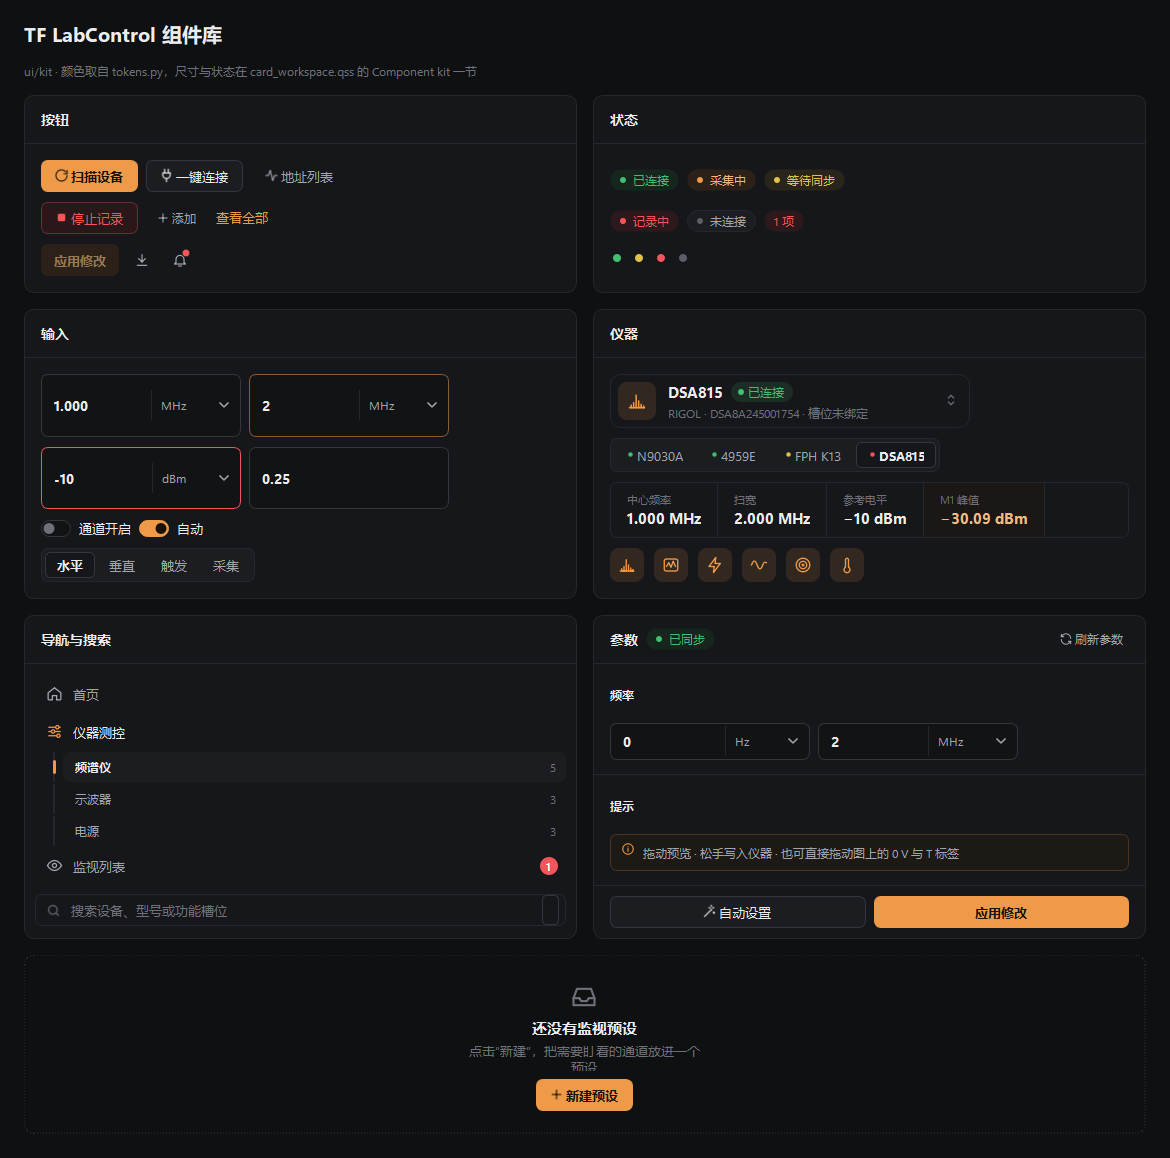 TF LabControl 组件库
ui/kit · 颜色取自 tokens.py，尺寸与状态在 card_workspace.qss 的 Component kit 一节
按钮
扫描设备 一键连接 地址列表
停止记录 添加 查看全部
应用修改
状态
已连接 采集中 等待同步
记录中 未连接 1 项
输入
1.000 MHz 2 MHz
-10 dBm 0.25
通道开启 自动
水平 垂直 触发 采集
仪器
DSA815 已连接
RIGOL · DSA8A245001754 · 槽位未绑定
N9030A 4959E FPH K13 DSA815
中心频率 扫宽 参考电平 M1 峰值
1.000 MHz 2.000 MHz −10 dBm −30.09 dBm
导航与搜索
首页
仪器测控
频谱仪 5
示波器 3
电源 3
监视列表 1
搜索设备、型号或功能槽位
参数 已同步 刷新参数
频率
0 Hz 2 MHz
提示
拖动预览 · 松手写入仪器 · 也可直接拖动图上的 0 V 与 T 标签
自动设置 应用修改
还没有监视预设
点击“新建”，把需要盯着的通道放进一个
预设
+ 新建预设